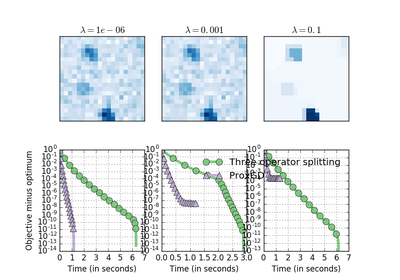 λ = 1e − 06 λ = 0.001 λ = 0.1
Three operator splitting
Objective minus optimum
10⁰ 10⁻¹ 10⁻² 10⁻³ 10⁻⁴ 10⁻⁵ 10⁻⁶ 10⁻⁷ 10⁻⁸ 10⁻⁹ 10⁻¹⁰ 10⁻¹¹ 10⁻¹² 10⁻¹³ 10⁻¹⁴
0 1 2 3 4 5 6 7
0.0 0.5 1.0 1.5 2.0 2.5 3.0
0 1 2 3 4 5 6 7
Time (in seconds) Time (in seconds) Time (in seconds)